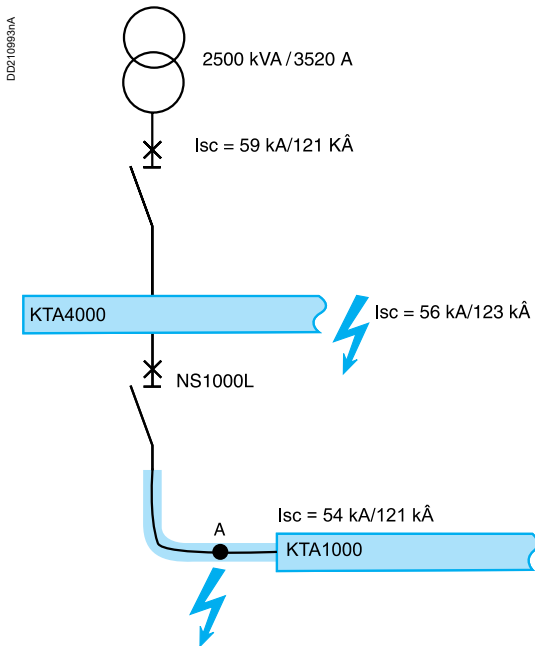 DD210993nA
2500 kVA / 3520 A
Isc = 59 kA/121 KÂ
KTA4000
Isc = 56 kA/123 kÂ
NS1000L
Isc = 54 kA/121 kÂ
A
KTA1000